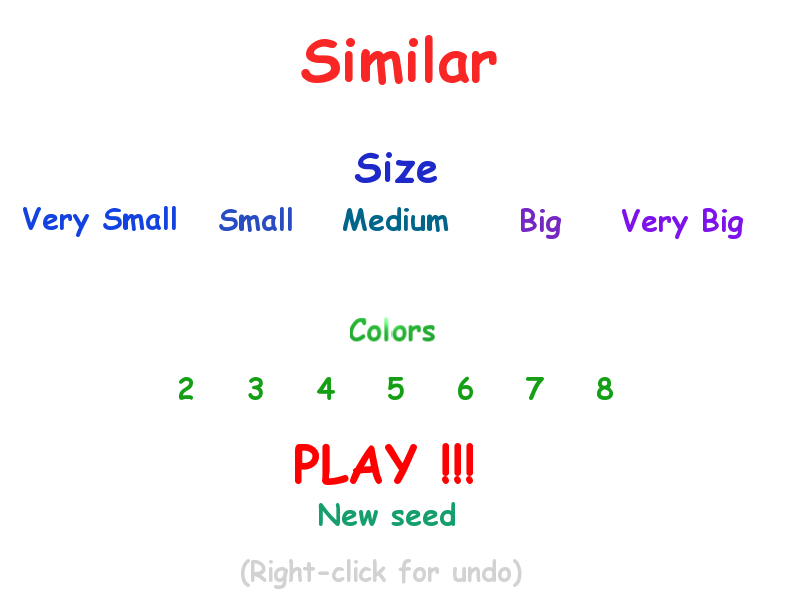 Similar
Size
Very Small Small Medium Big Very Big
Colors
2 3 4 5 6 7 8
PLAY !!!
New seed
(Right-click for undo)